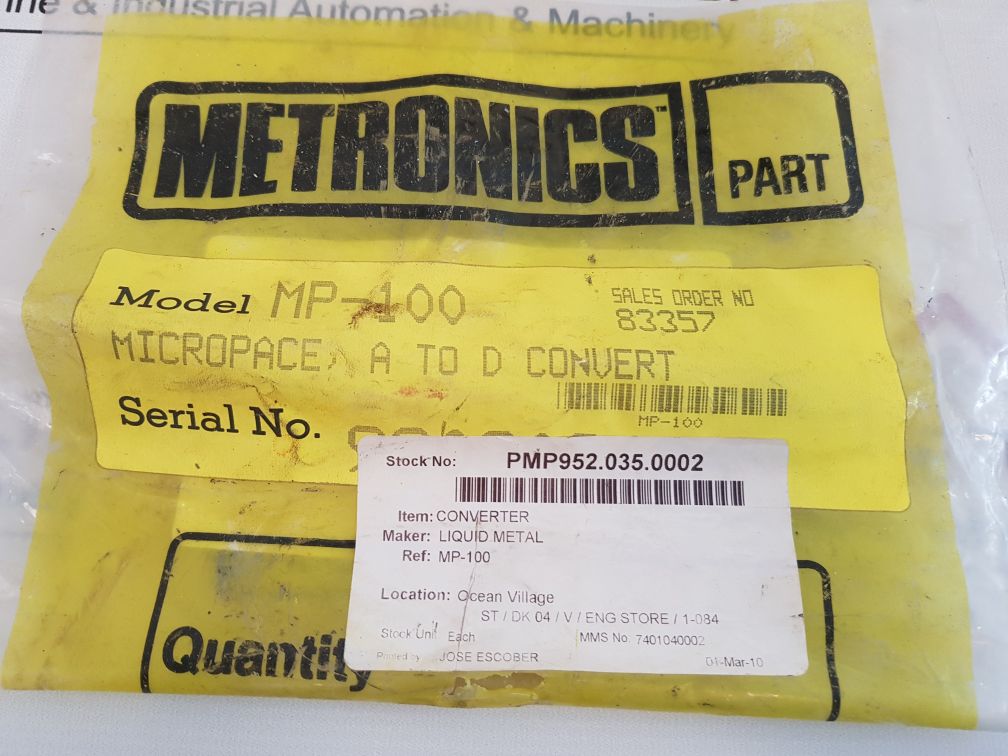 & Industrial Automation & Machinery
METRONICS™
PART
Model MP-100
SALES ORDER NO
83357
MICROPACE, A TO D CONVERT
MP-100
Serial No.
Stock No: PMP952.035.0002
Item: CONVERTER
Maker: LIQUID METAL
Ref: MP-100
Location: Ocean Village
ST / DK 04 / V / ENG STORE / 1-084
Stock Unit Each MMS No. 7401040002
Printed by JOSE ESCOBER 01-Mar-10
Quantity